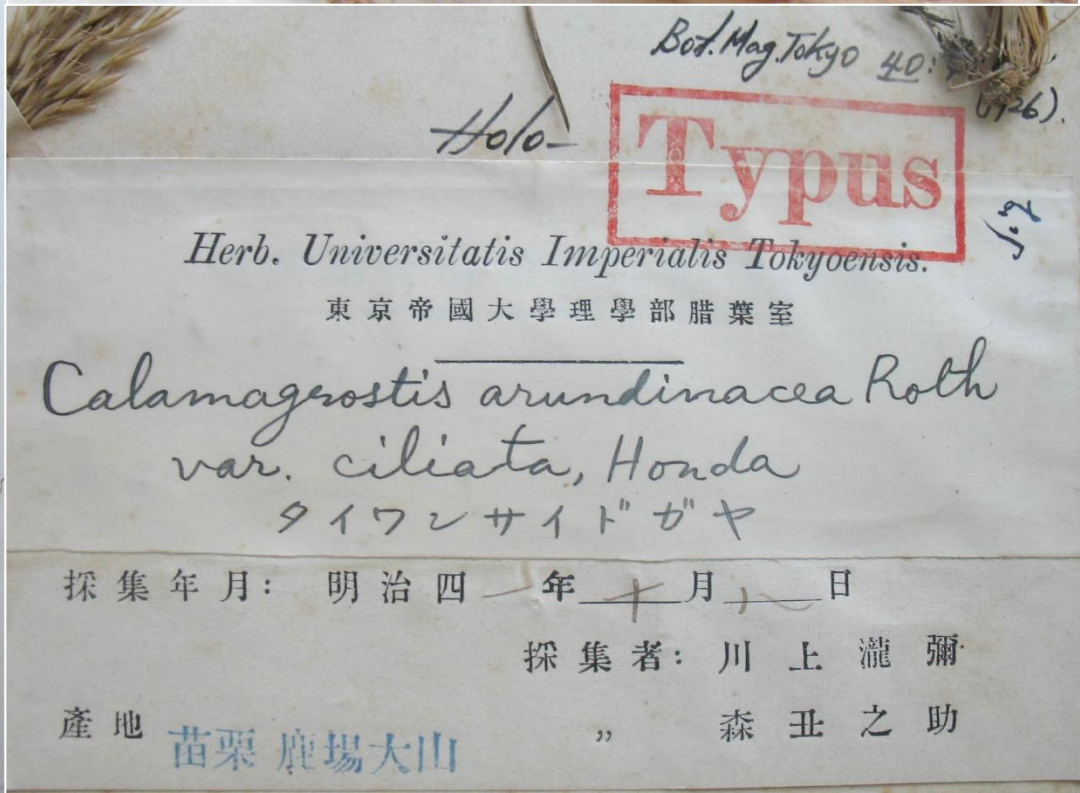 Bot. Mag. Tokyo 40:
(1926).
Holo-
Typus
Herb. Universitatis Imperialis Tokyoensis.
東京帝國大學理學部腊葉室
Calamagrostis arundinacea Roth
var. ciliata, Honda
タイワンサイドガヤ
採集年月: 明治四一年十月八日
採集者: 川上瀧彌
產地 苗栗 鹿場大山 〃 森丑之助